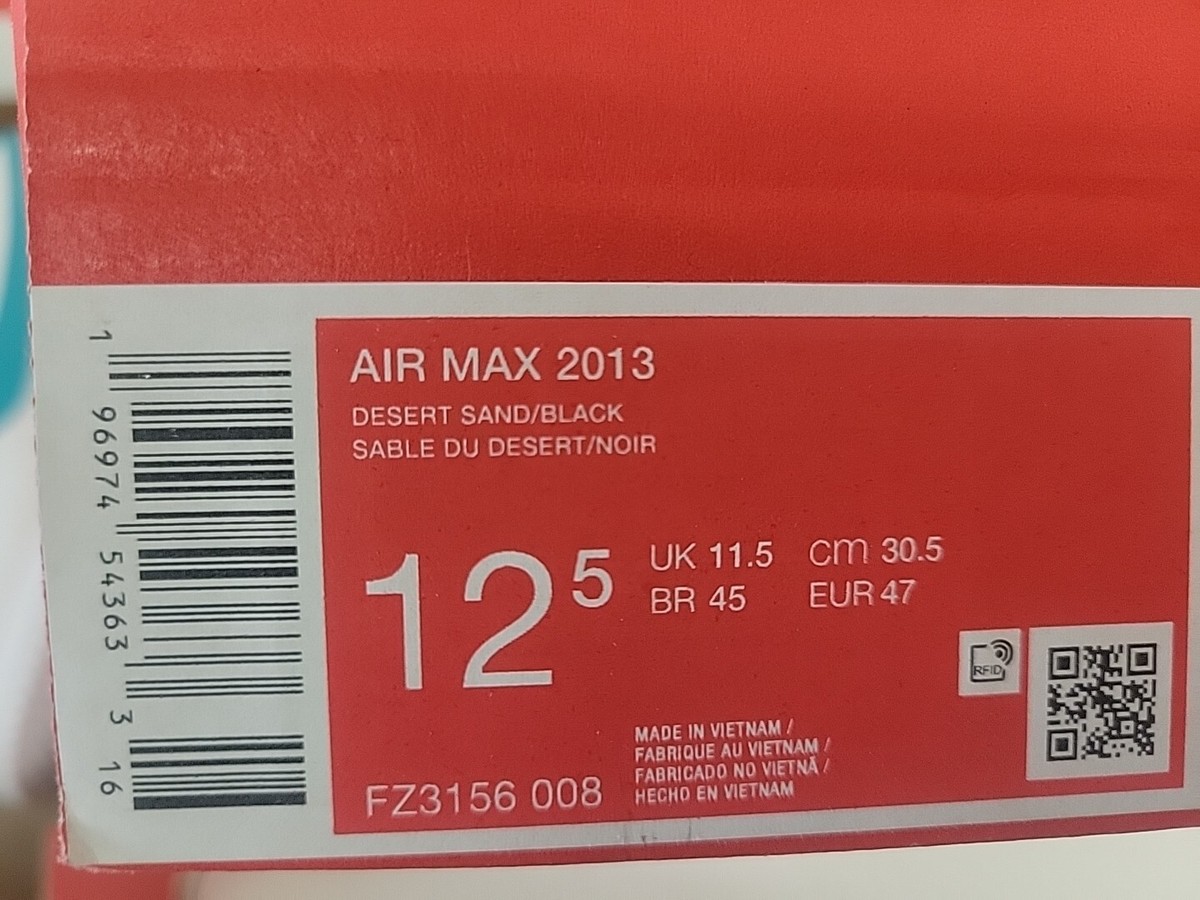 1 96974 54363 3 16
AIR MAX 2013
DESERT SAND/BLACK
SABLE DU DESERT/NOIR
12 5
UK 11.5 cm 30.5
BR 45 EUR 47
RFID
MADE IN VIETNAM /
FABRIQUE AU VIETNAM /
FABRICADO NO VIETNÃ /
HECHO EN VIETNAM
FZ3156 008